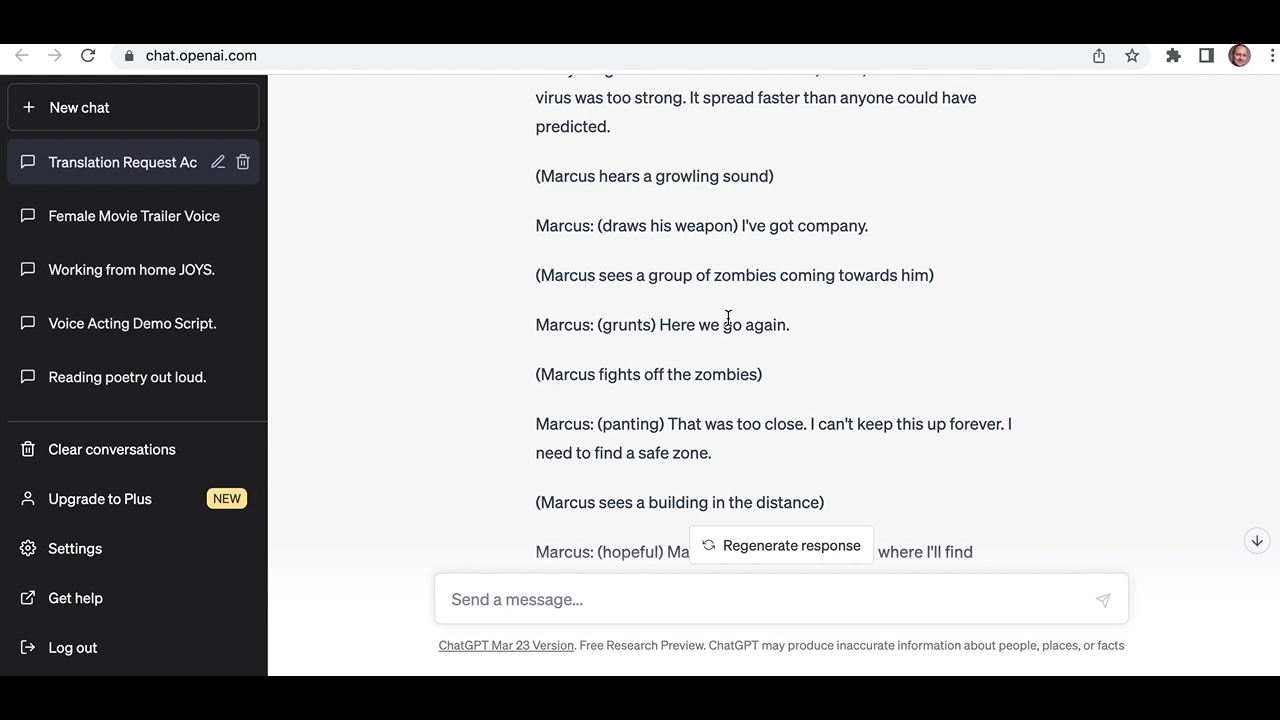 chat.openai.com
New chat
Translation Request Ac
Female Movie Trailer Voice
Working from home JOYS.
Voice Acting Demo Script.
Reading poetry out loud.
Clear conversations
Upgrade to Plus NEW
Settings
Get help
Log out
virus was too strong. It spread faster than anyone could have
predicted.
(Marcus hears a growling sound)
Marcus: (draws his weapon) I've got company.
(Marcus sees a group of zombies coming towards him)
Marcus: (grunts) Here we go again.
(Marcus fights off the zombies)
Marcus: (panting) That was too close. I can't keep this up forever. I
need to find a safe zone.
(Marcus sees a building in the distance)
Marcus: (hopeful) where I'll find
Regenerate response
Send a message...
ChatGPT Mar 23 Version. Free Research Preview. ChatGPT may produce inaccurate information about people, places, or facts